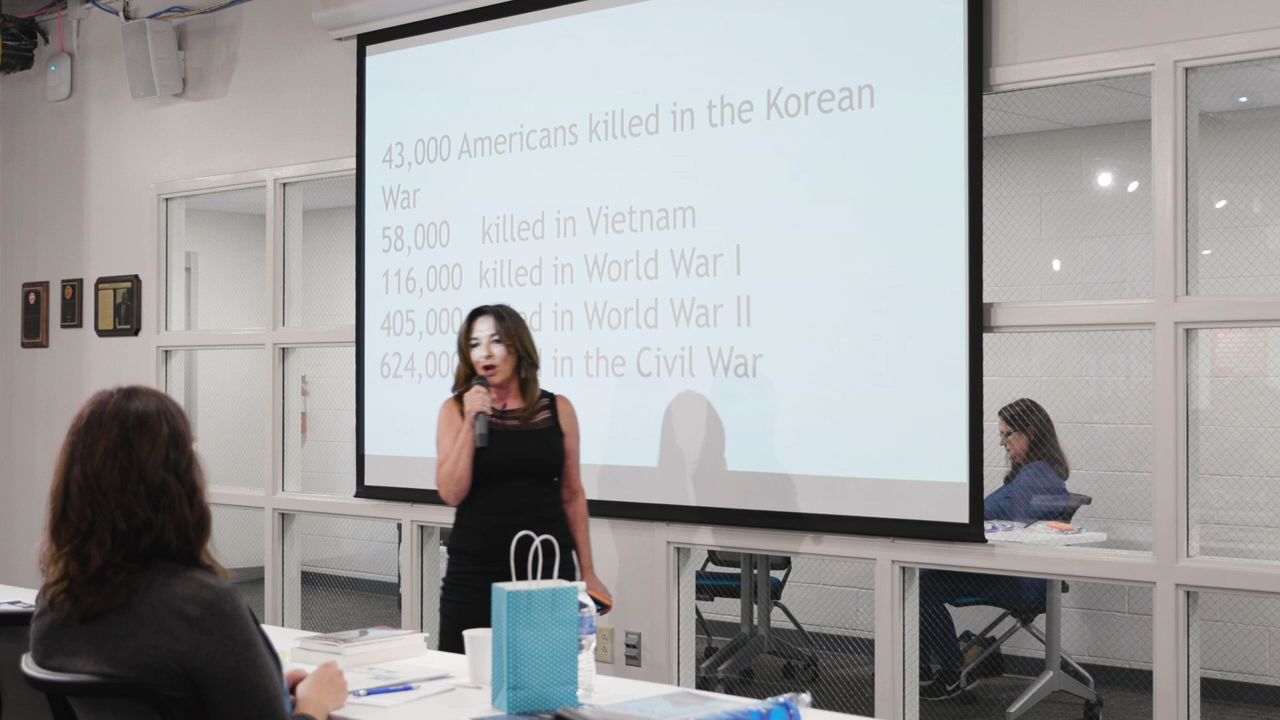 43,000 Americans killed in the Korean
War
58,000 killed in Vietnam
116,000 killed in World War I
405,000 in World War II
624,000 in the Civil War